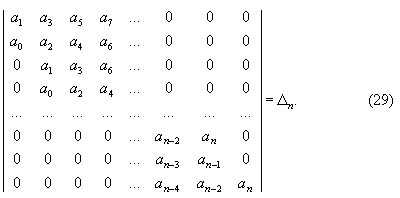 a₁ a₃ a₅ a₇ ... 0 0 0
a₀ a₂ a₄ a₆ ... 0 0 0
0 a₁ a₃ a₆ ... 0 0 0
0 a₀ a₂ a₄ ... 0 0 0
... ... ... ... ... ... ... ... = Δₙ. (29)
0 0 0 0 ... aₙ₋₂ aₙ 0
0 0 0 0 ... aₙ₋₃ aₙ₋₁ 0
0 0 0 0 ... aₙ₋₄ aₙ₋₂ aₙ